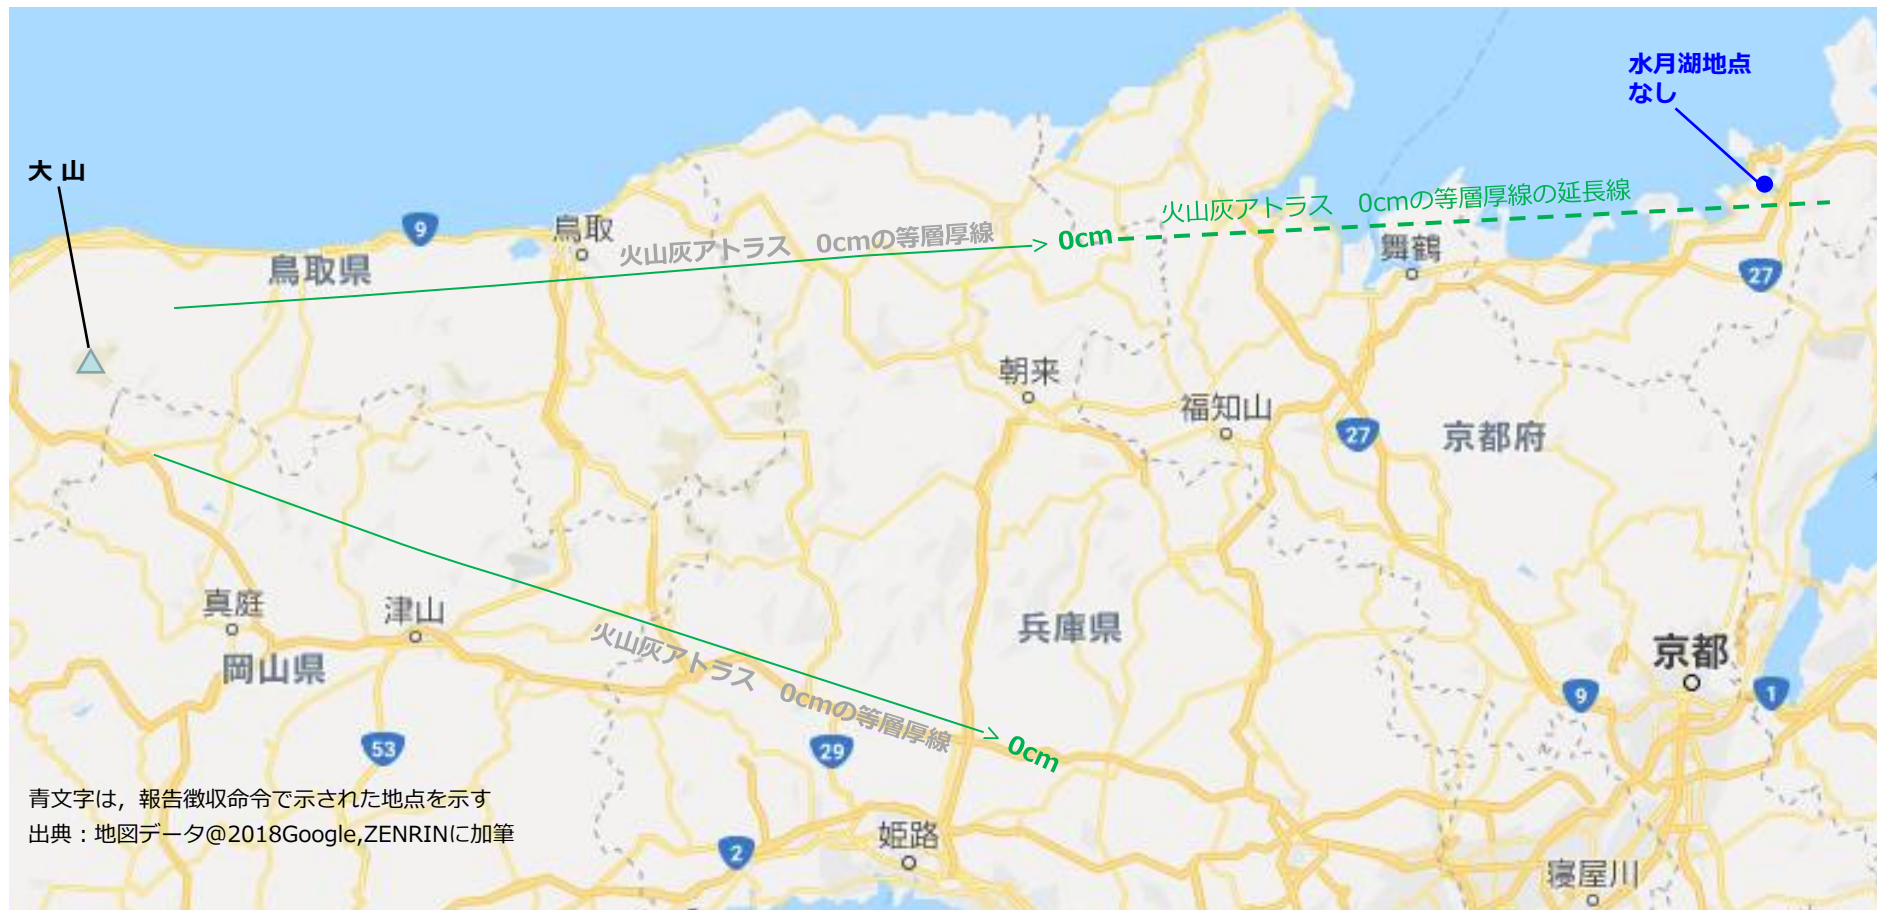 水月湖地点
なし
大 山
9
鳥取
鳥取県
火山灰アトラス　0cmの等層厚線
0cm
火山灰アトラス　0cmの等層厚線の延長線
舞鶴
27
朝来
福知山
27
京都府
真庭
津山
岡山県
火山灰アトラス　0cmの等層厚線
0cm
兵庫県
京都
9
1
53
29
青文字は，報告徴収命令で示された地点を示す
出典：地図データ@2018Google,ZENRINに加筆
2
姫路
寝屋川